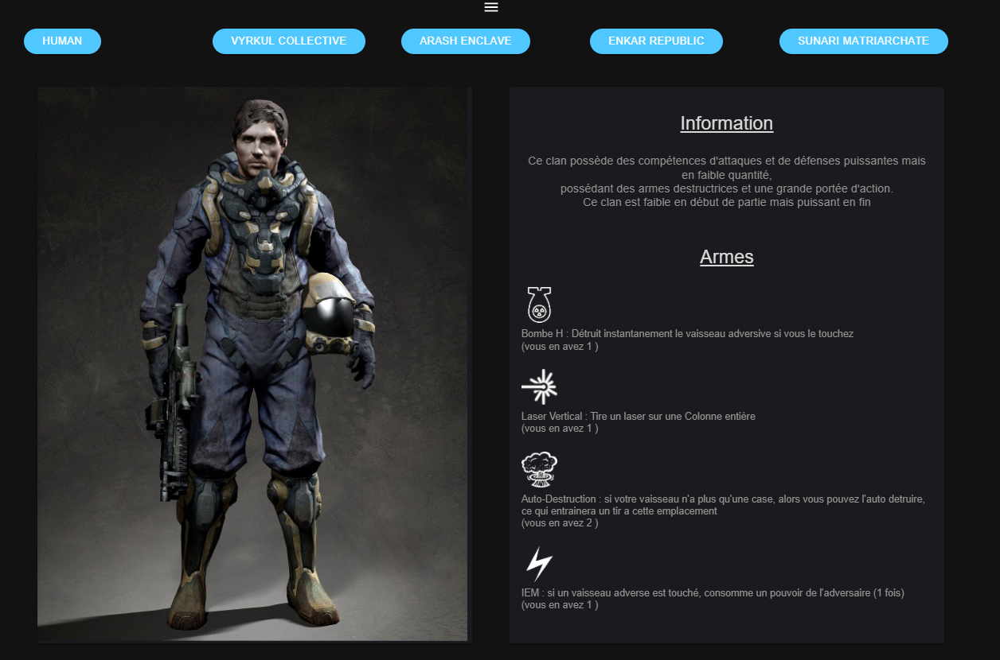 HUMAN
VYRKUL COLLECTIVE
ARASH ENCLAVE
ENKAR REPUBLIC
SUNARI MATRIARCHATE
Information
Ce clan possède des compétences d'attaques et de défenses puissantes mais
en faible quantité,
possédant des armes destructrices et une grande portée d'action.
Ce clan est faible en début de partie mais puissant en fin
Armes
Bombe H : Détruit instantanement le vaisseau adversive si vous le touchez
(vous en avez 1 )
Laser Vertical : Tire un laser sur une Colonne entière
(vous en avez 1 )
Auto-Destruction : si votre vaisseau n'a plus qu'une case, alors vous pouvez l'auto detruire,
ce qui entrainera un tir a cette emplacement
(vous en avez 2 )
IEM : si un vaisseau adverse est touché, consomme un pouvoir de l'adversaire (1 fois)
(vous en avez 1 )